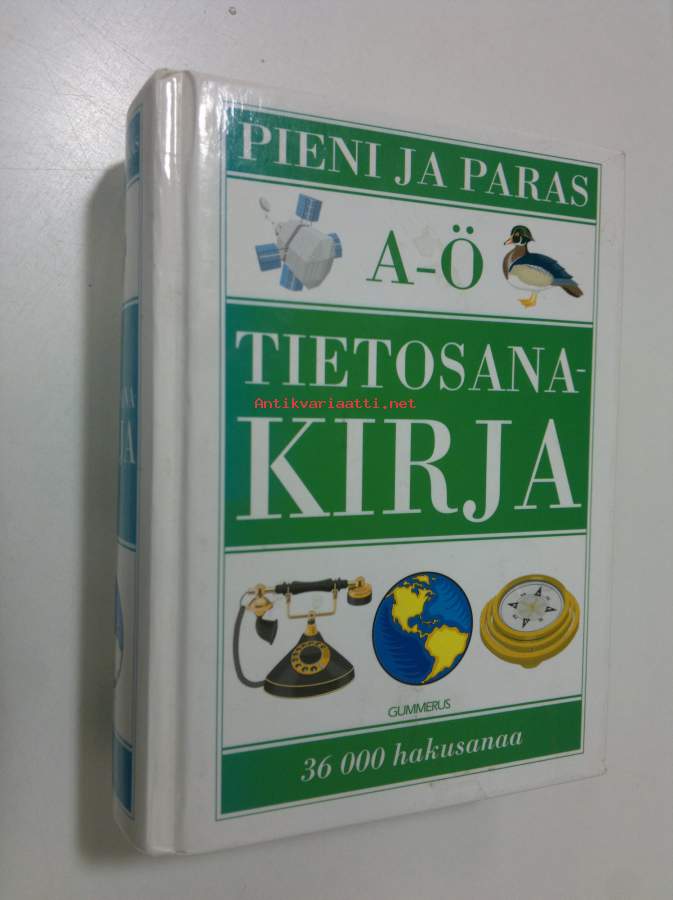 PIENI JA PARAS
A-Ö
TIETOSANA-
Antikvariaatti.net
KIRJA
GUMMERUS
36 000 hakusanaa